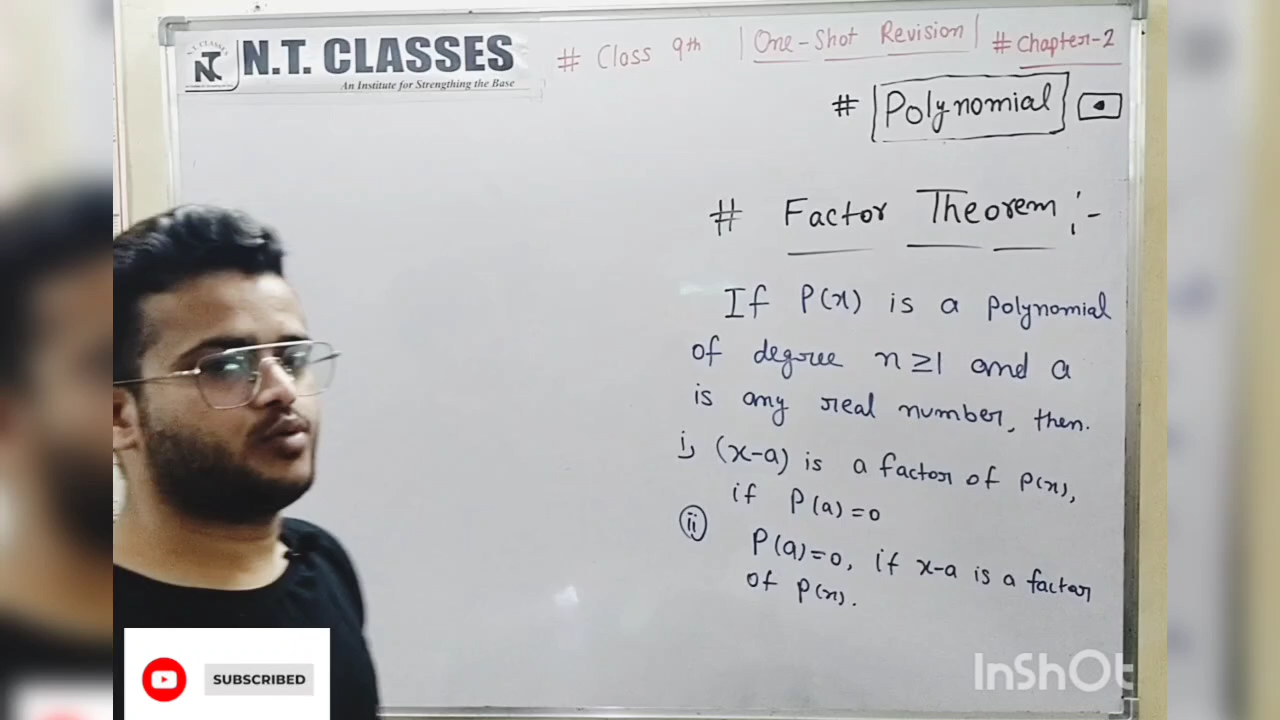 N.T. CLASSES
NT
N.T. CLASSES
An Institute for Strengthing the Base
# Class 9th | One-Shot Revision | # Chapter-2
# Polynomial
# Factor Theorem :-
If P(x) is a polynomial
of degree n ≥ 1 and a
is any real number, then.
i, (x-a) is a factor of P(x),
if P(a) = 0
(ii) P(a) = 0, if x-a is a factor
of P(x).
SUBSCRIBED
InShOt